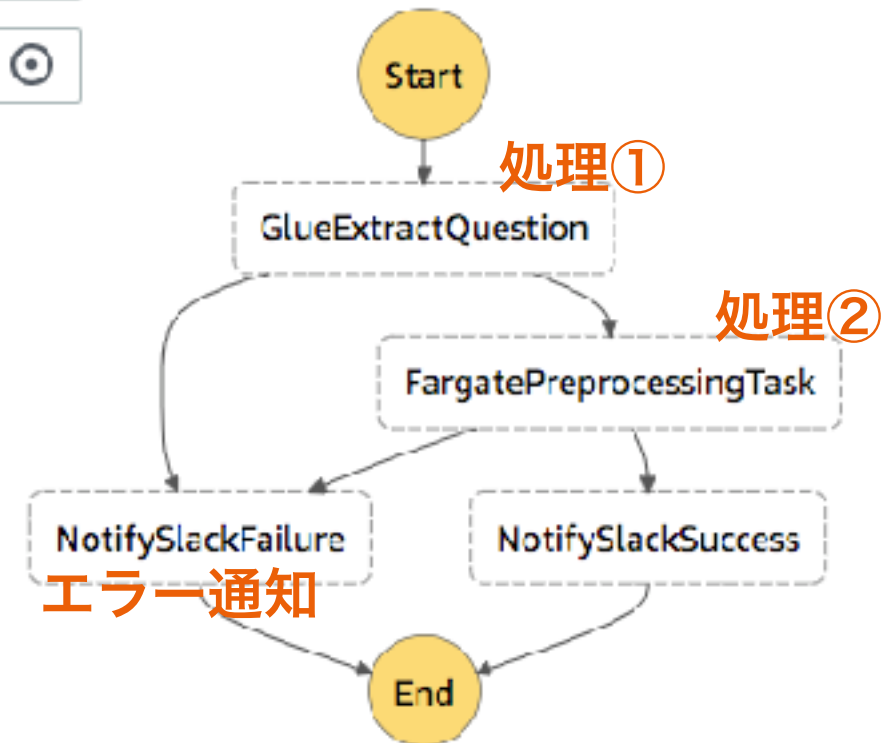 Start
処理①
GlueExtractQuestion
処理②
FargatePreprocessingTask
NotifySlackFailure
NotifySlackSuccess
エラー通知
End